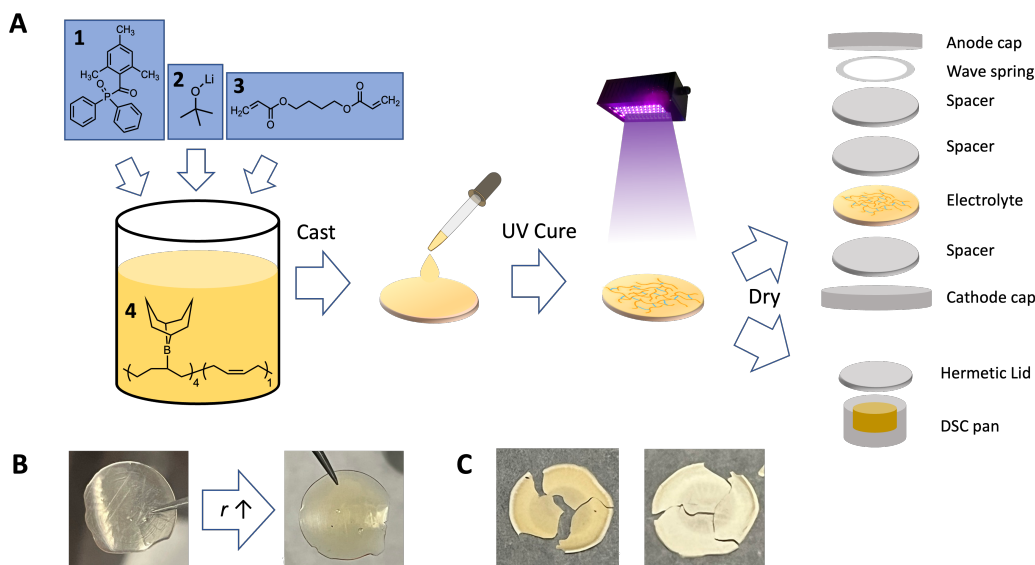 A
1
CH3
H3C
CH3
O
P
O
2
Li
O
3
H2C
O
O
O
O
CH2
Cast
UV Cure
Dry
4
B
4
1
Anode cap
Wave spring
Spacer
Spacer
Electrolyte
Spacer
Cathode cap
Hermetic Lid
DSC pan
B
r ↑
C